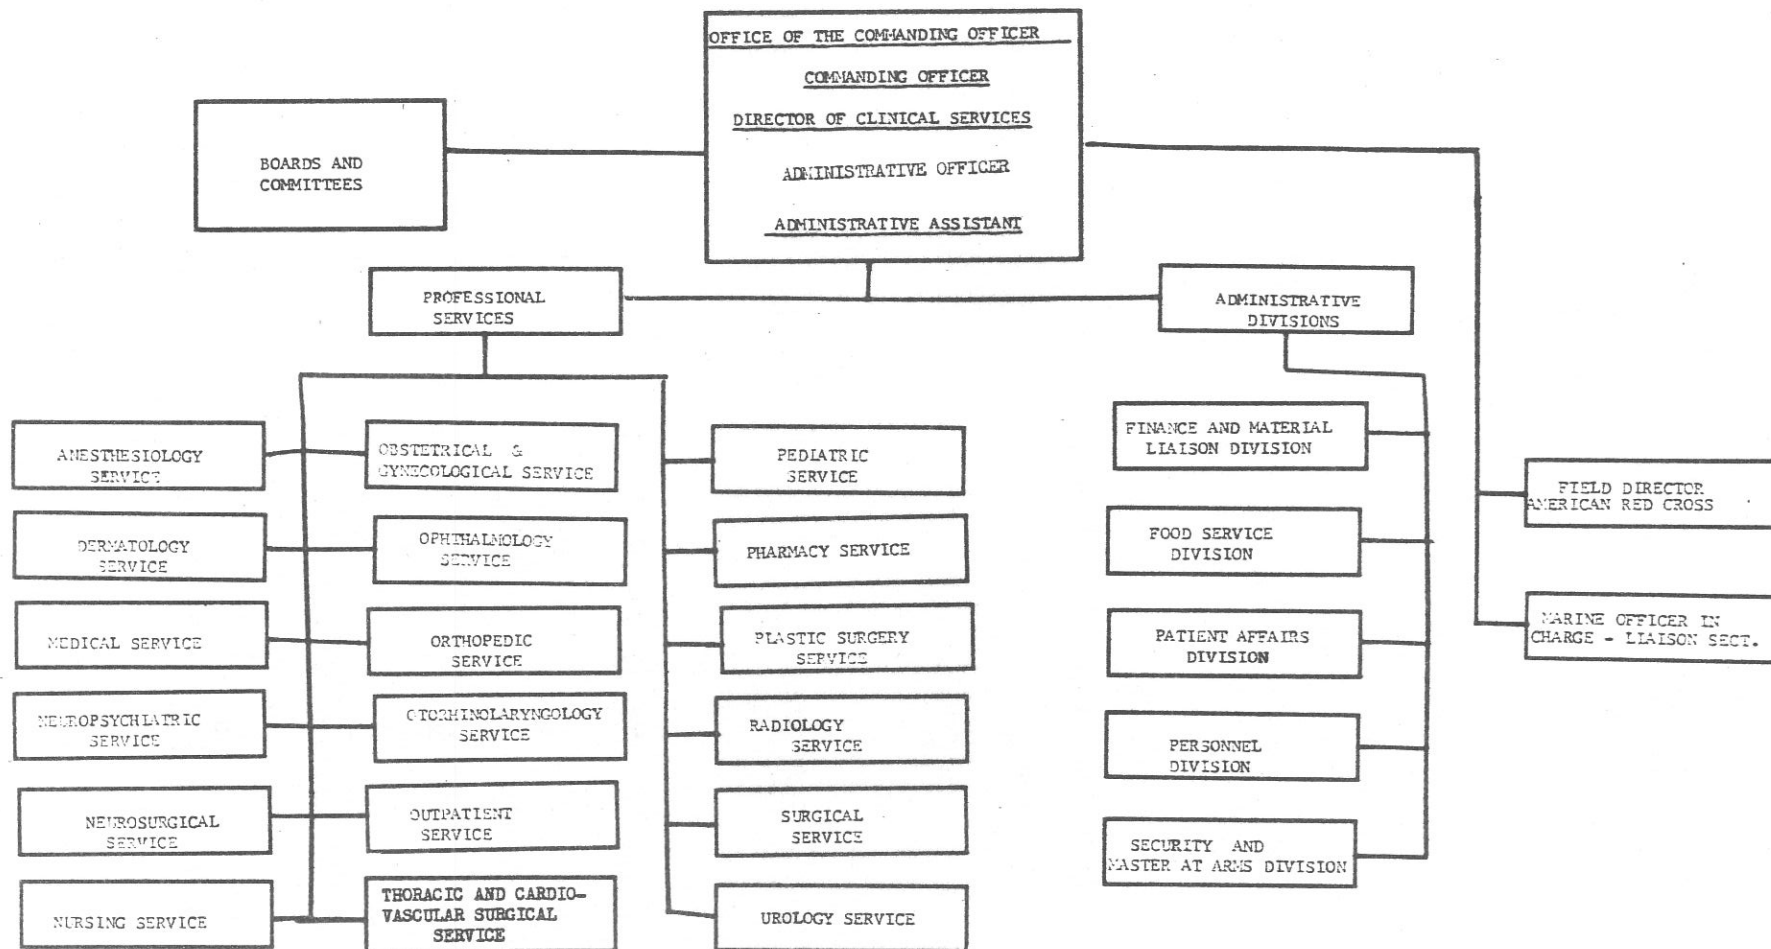 OFFICE OF THE COMMANDING OFFICER
COMMANDING OFFICER
DIRECTOR OF CLINICAL SERVICES
ADMINISTRATIVE OFFICER
ADMINISTRATIVE ASSISTANT
BOARDS AND
COMMITTEES
PROFESSIONAL
SERVICES
ADMINISTRATIVE
DIVISIONS
ANESTHESIOLOGY
SERVICE
DERMATOLOGY
SERVICE
MEDICAL SERVICE
NEUROPSYCHIATRIC
SERVICE
NEUROSURGICAL
SERVICE
NURSING SERVICE
OBSTETRICAL &
GYNECOLOGICAL SERVICE
OPHTHALMOLOGY
SERVICE
ORTHOPEDIC
SERVICE
OTORHINOLARYNGOLOGY
SERVICE
OUTPATIENT
SERVICE
THORACIC AND CARDIO-
VASCULAR SURGICAL
SERVICE
PEDIATRIC
SERVICE
PHARMACY SERVICE
PLASTIC SURGERY
SERVICE
RADIOLOGY
SERVICE
SURGICAL
SERVICE
UROLOGY SERVICE
FINANCE AND MATERIAL
LIAISON DIVISION
FOOD SERVICE
DIVISION
PATIENT AFFAIRS
DIVISION
PERSONNEL
DIVISION
SECURITY AND
MASTER AT ARMS DIVISION
FIELD DIRECTOR
AMERICAN RED CROSS
MARINE OFFICER IN
CHARGE - LIAISON SECT.